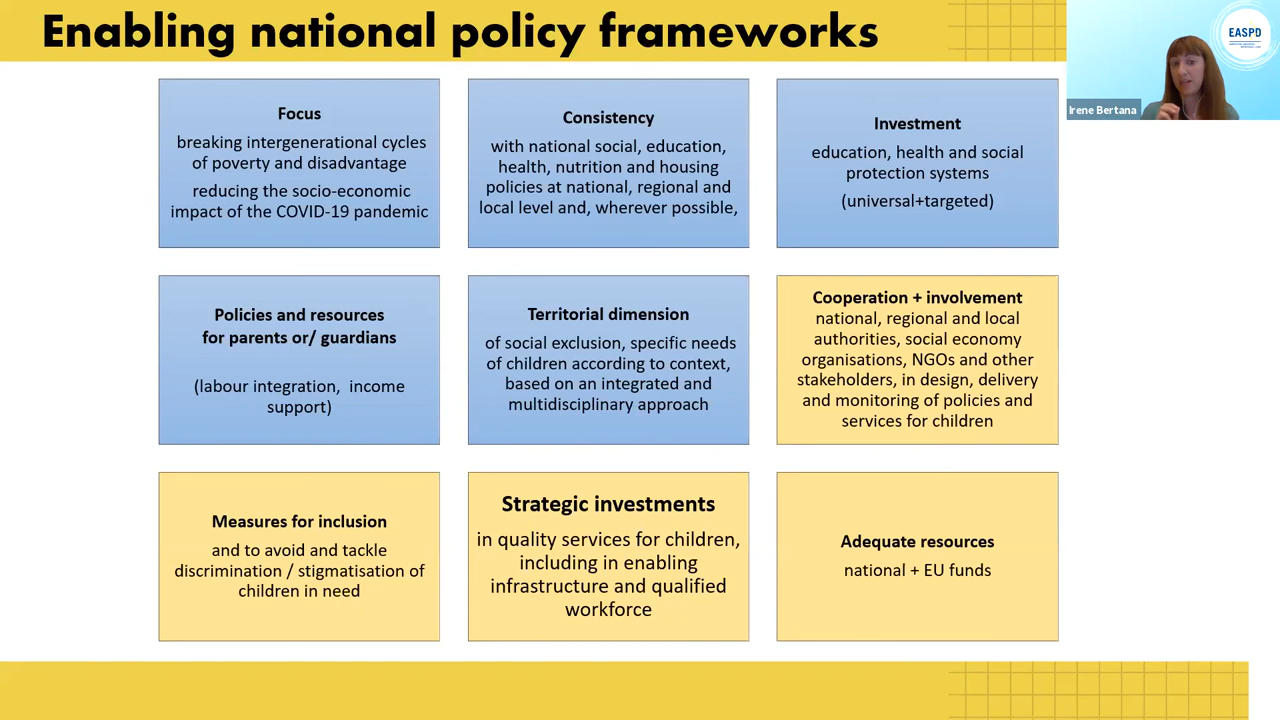 Enabling national policy frameworks
EASPD
Irene Bertana
Focus
breaking intergenerational cycles
of poverty and disadvantage
reducing the socio-economic
impact of the COVID-19 pandemic
Consistency
with national social, education,
health, nutrition and housing
policies at national, regional and
local level and, wherever possible,
Investment
education, health and social
protection systems
(universal+targeted)
Policies and resources
for parents or/ guardians
(labour integration, income
support)
Territorial dimension
of social exclusion, specific needs
of children according to context,
based on an integrated and
multidisciplinary approach
Cooperation + involvement
national, regional and local
authorities, social economy
organisations, NGOs and other
stakeholders, in design, delivery
and monitoring of policies and
services for children
Measures for inclusion
and to avoid and tackle
discrimination / stigmatisation of
children in need
Strategic investments
in quality services for children,
including in enabling
infrastructure and qualified
workforce
Adequate resources
national + EU funds